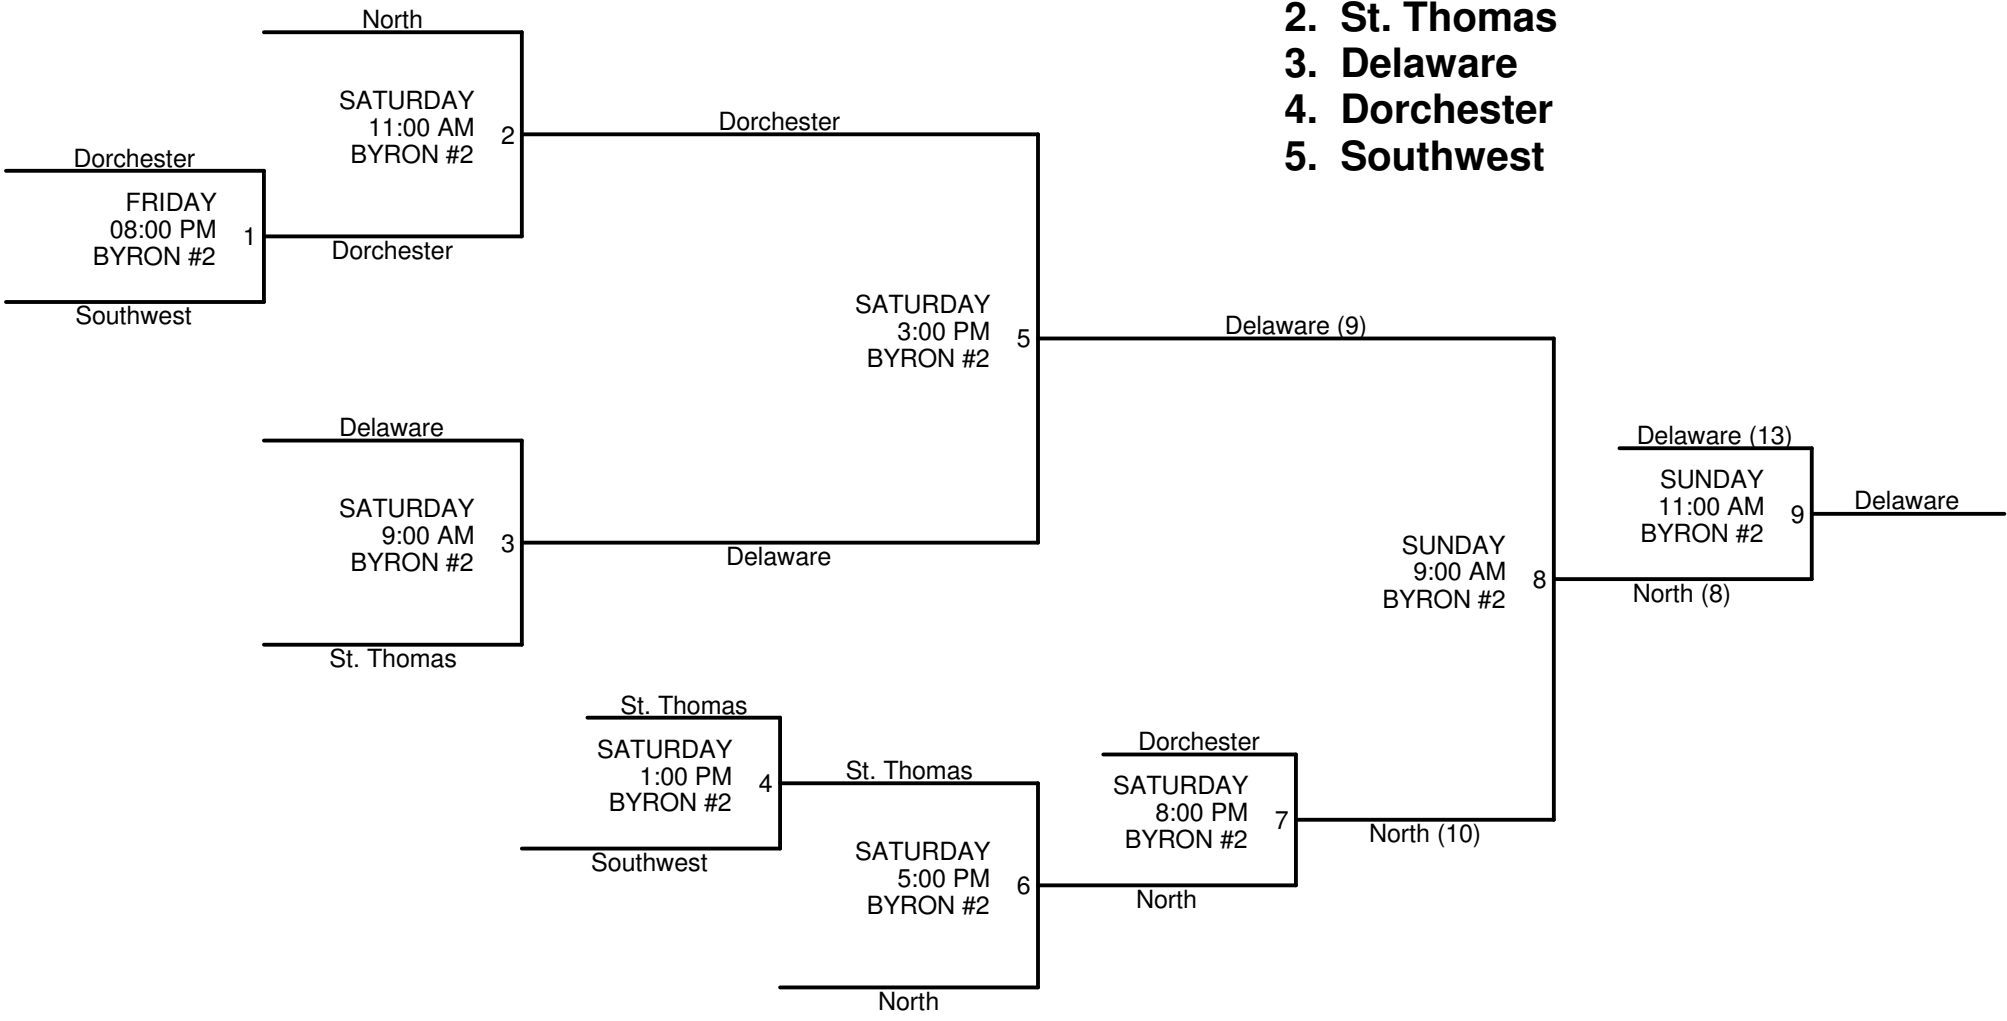 North
2. St. Thomas
3. Delaware
4. Dorchester
5. Southwest
SATURDAY
11:00 AM
BYRON #2
2
Dorchester
Dorchester
FRIDAY
08:00 PM
BYRON #2
1
Dorchester
Southwest
SATURDAY
3:00 PM
BYRON #2
5
Delaware (9)
Delaware
SATURDAY
9:00 AM
BYRON #2
3
Delaware
St. Thomas
Delaware (13)
SUNDAY
11:00 AM
BYRON #2
9
Delaware
SUNDAY
9:00 AM
BYRON #2
8
North (8)
St. Thomas
SATURDAY
1:00 PM
BYRON #2
4
St. Thomas
Southwest
Dorchester
SATURDAY
8:00 PM
BYRON #2
7
North (10)
SATURDAY
5:00 PM
BYRON #2
6
North
North